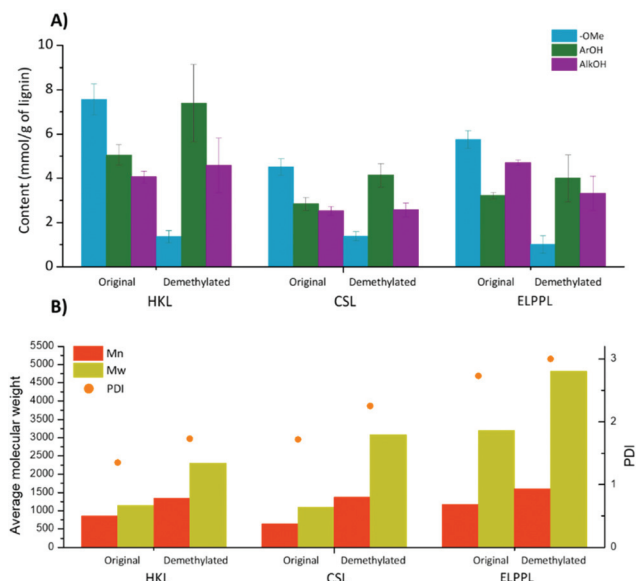 A)
-OMe
ArOH
AlkOH
Content (mmol/g of lignin)
10
8
6
4
2
0
Original Demethylated Original Demethylated Original Demethylated
HKL CSL ELPPL
B)
Mn
Mw
PDI
Average molecular weight
5500
5000
4500
4000
3500
3000
2500
2000
1500
1000
500
0
3
2
1
0
PDI
Original Demethylated Original Demethylated Original Demethylated
HKL CSL ELPPL